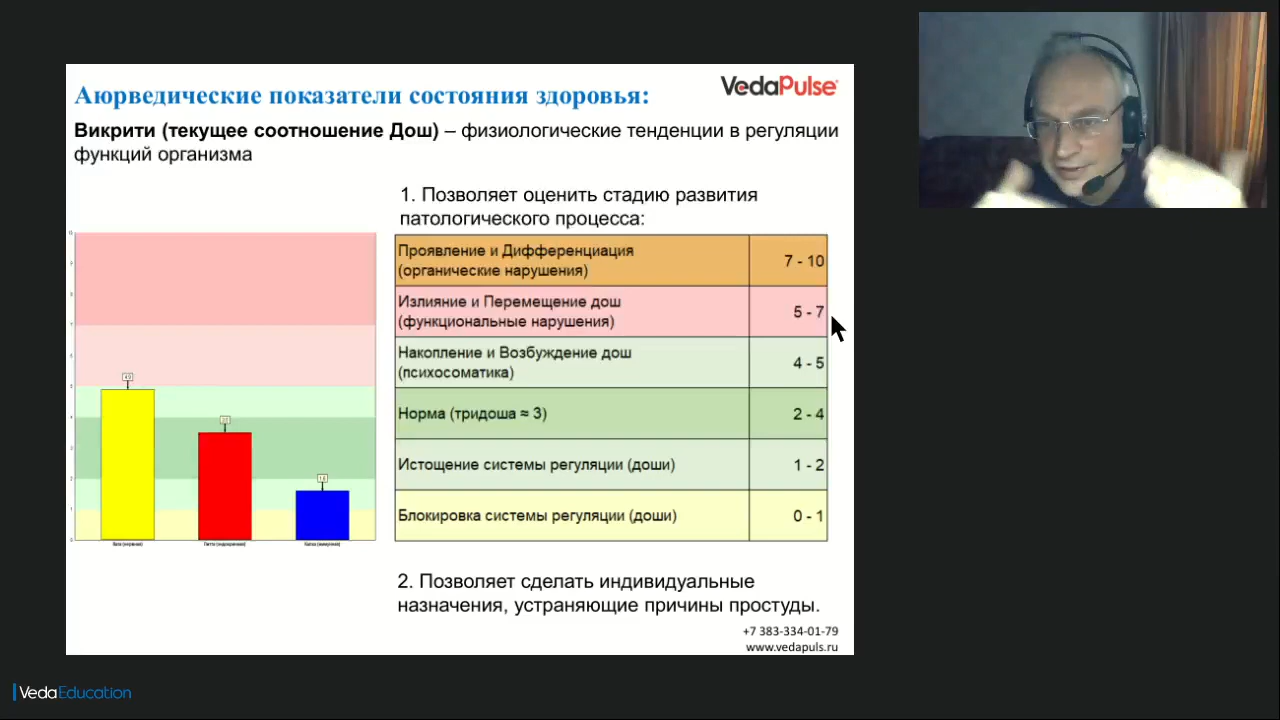 VedaPulse
Аюрведические показатели состояния здоровья:
Викрити (текущее соотношение Дош) – физиологические тенденции в регуляции
функций организма
1. Позволяет оценить стадию развития
патологического процесса:
Проявление и Дифференциация
(органические нарушения)
7 - 10
Излияние и Перемещение дош
(функциональные нарушения)
5 - 7
Накопление и Возбуждение дош
(психосоматика)
4 - 5
Норма (тридоша ≈ 3)
2 - 4
Истощение системы регуляции (доши)
1 - 2
Блокировка системы регуляции (доши)
0 - 1
2. Позволяет сделать индивидуальные
назначения, устраняющие причины простуды.
+7 383-334-01-79
www.vedapuls.ru
VedaEducation